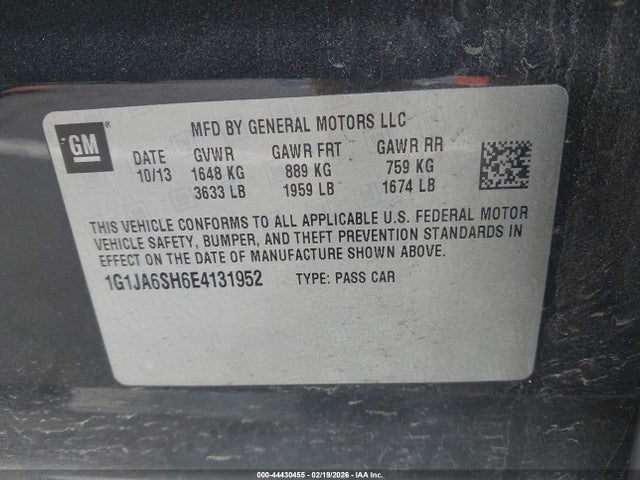 GM
MFD BY GENERAL MOTORS LLC
DATE GVWR GAWR FRT GAWR RR
10/13 1648 KG 889 KG 759 KG
3633 LB 1959 LB 1674 LB
THIS VEHICLE CONFORMS TO ALL APPLICABLE U.S. FEDERAL MOTOR
VEHICLE SAFETY, BUMPER, AND THEFT PREVENTION STANDARDS IN
EFFECT ON THE DATE OF MANUFACTURE SHOWN ABOVE.
1G1JA6SH6E4131952 TYPE: PASS CAR
000-44430455 - 02/19/2026 - IAA Inc.